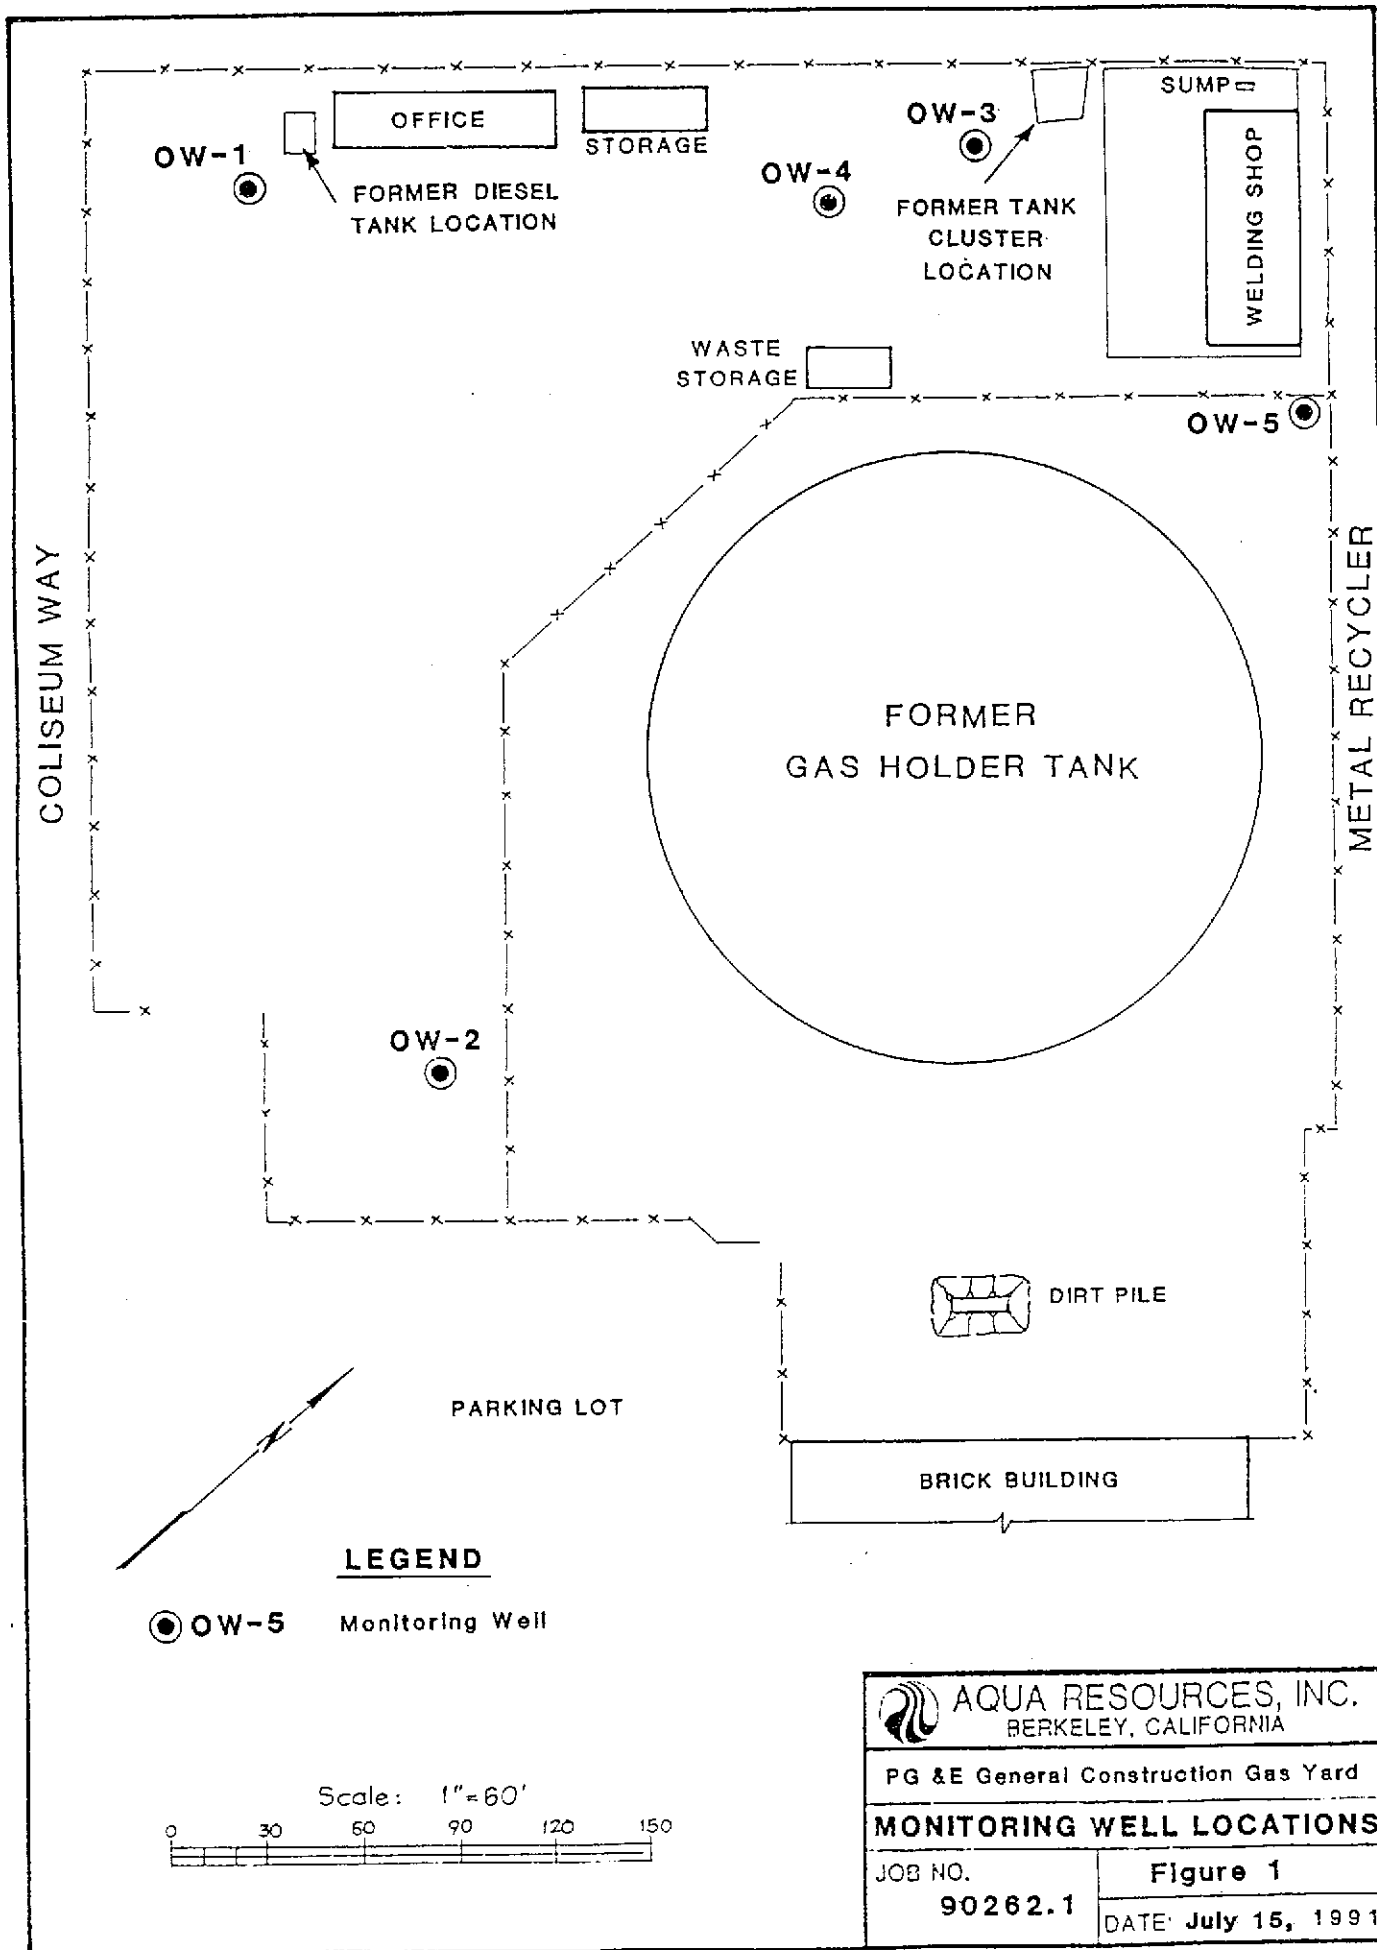 SUMP
OFFICE
STORAGE
OW-3
OW-1
OW-4
FORMER DIESEL
TANK LOCATION
FORMER TANK
CLUSTER
LOCATION
WELDING SHOP
WASTE
STORAGE
OW-5
COLISEUM WAY
METAL RECYCLER
FORMER
GAS HOLDER TANK
OW-2
DIRT PILE
PARKING LOT
BRICK BUILDING
LEGEND
OW-5 Monitoring Well
Scale: 1"=60'
0 30 60 90 120 150
AQUA RESOURCES, INC.
BERKELEY, CALIFORNIA
PG &E General Construction Gas Yard
MONITORING WELL LOCATIONS
JOB NO.
90262.1
Figure 1
DATE: July 15, 1991